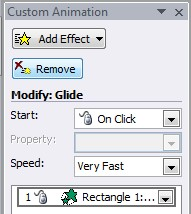 Custom Animation
Add Effect
Remove
Modify: Glide
Start: On Click
Property:
Speed: Very Fast
1 Rectangle 1:...